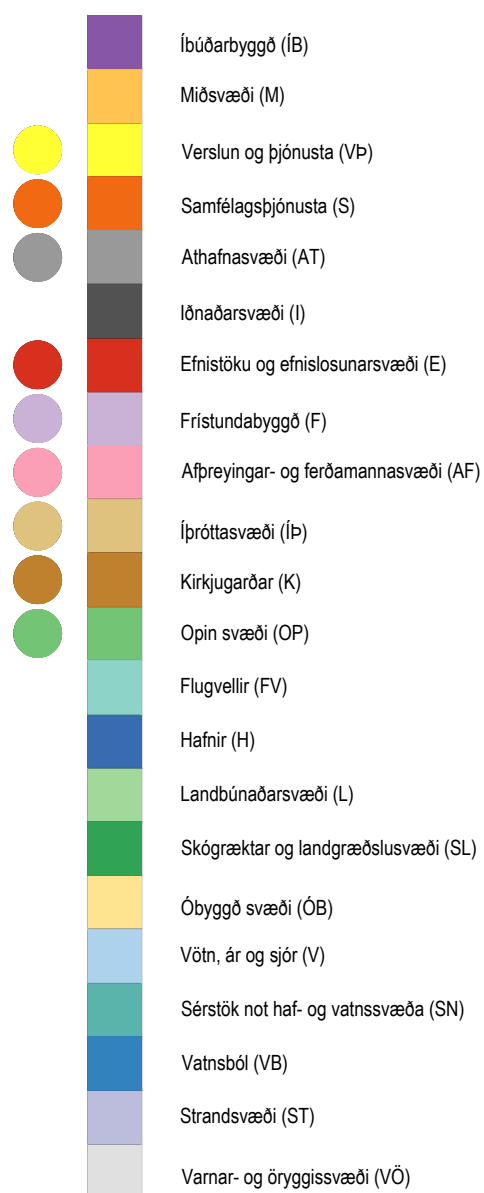 Íbúðarbyggð (ÍB)
Miðsvæði (M)
Verslun og þjónusta (VÞ)
Samfélagsþjónusta (S)
Athafnasvæði (AT)
Iðnaðarsvæði (I)
Efnistöku og efnislosunarsvæði (E)
Frístundabyggð (F)
Afþreyingar- og ferðamannasvæði (AF)
Íþróttasvæði (ÍÞ)
Kirkjugarðar (K)
Opin svæði (OP)
Flugvellir (FV)
Hafnir (H)
Landbúnaðarsvæði (L)
Skógræktar og landgræðslusvæði (SL)
Óbyggð svæði (ÓB)
Vötn, ár og sjór (V)
Sérstök not haf- og vatnssvæða (SN)
Vatnsból (VB)
Strandsvæði (ST)
Varnar- og öryggissvæði (VÖ)